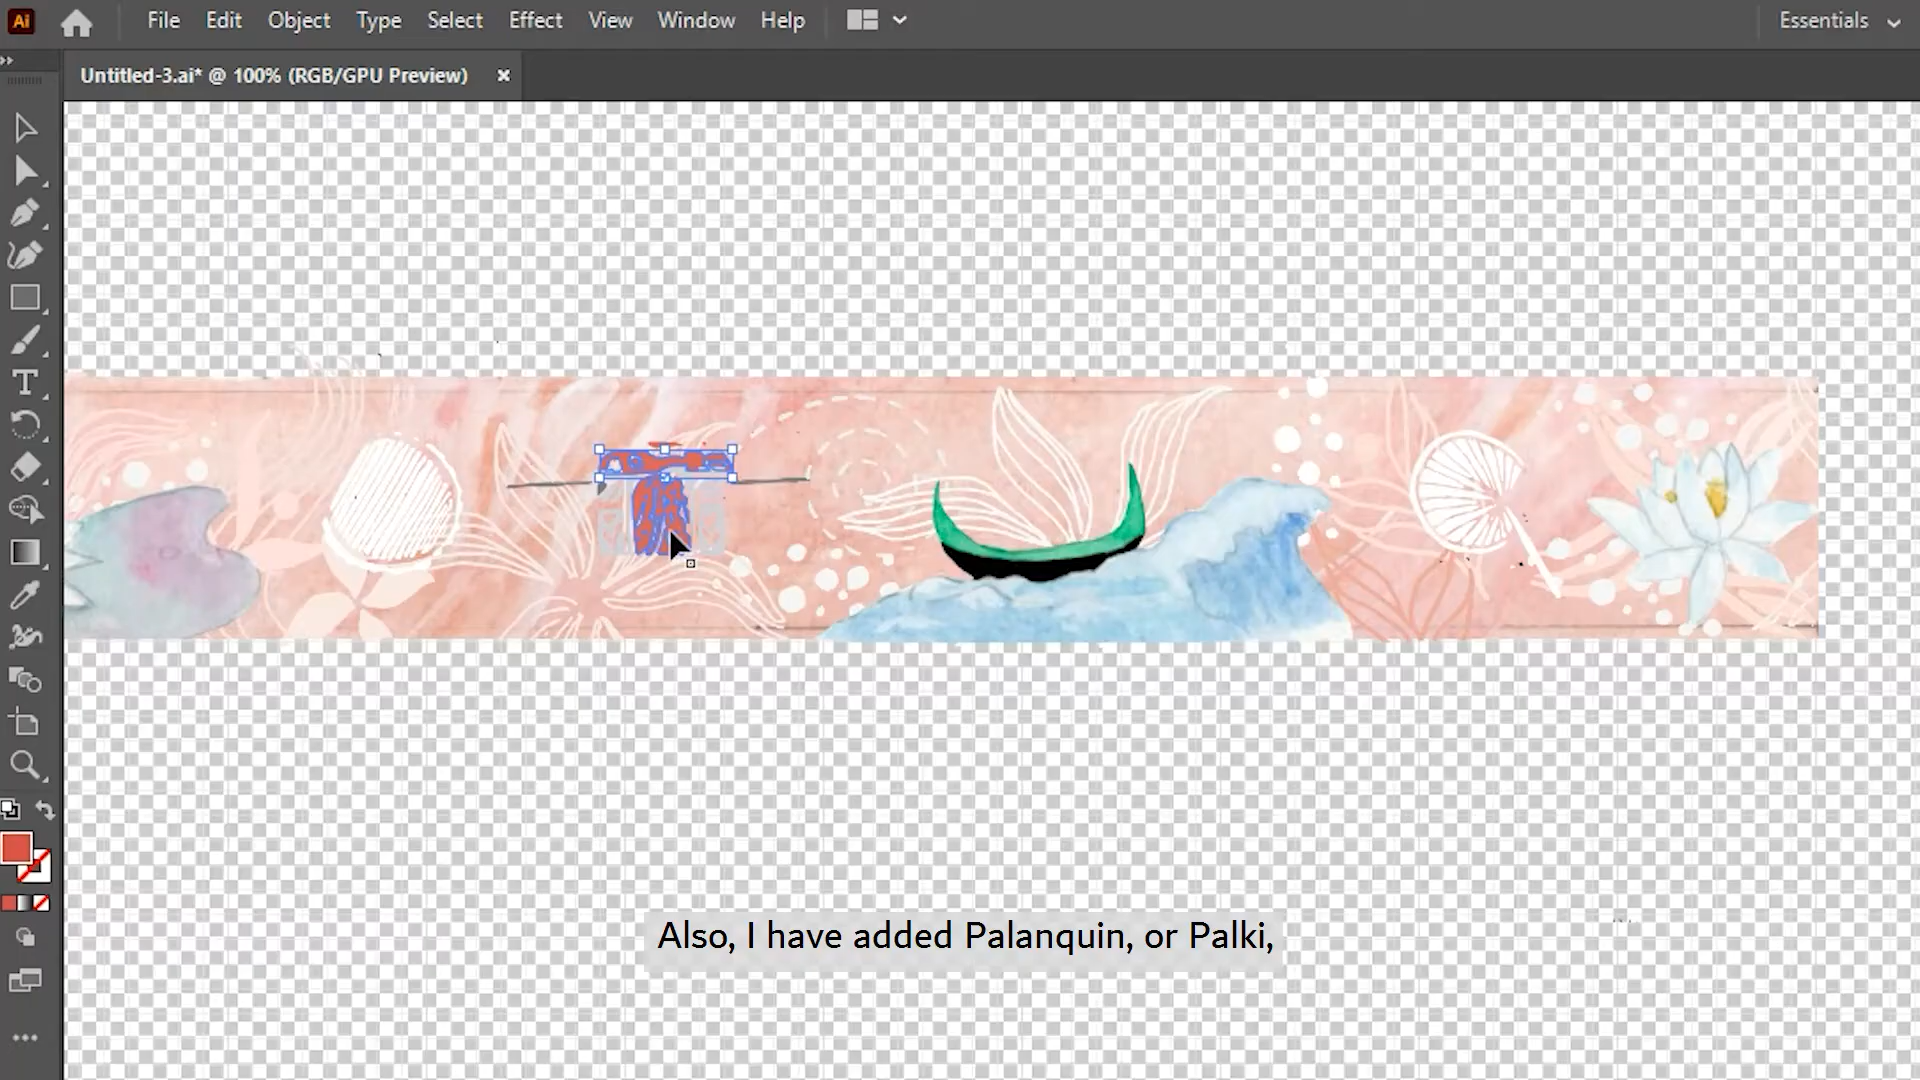 Ai File Edit Object Type Select Effect View Window Help Essentials
Untitled-3.ai* @ 100% (RGB/GPU Preview) ×
T
Also, I have added Palanquin, or Palki,